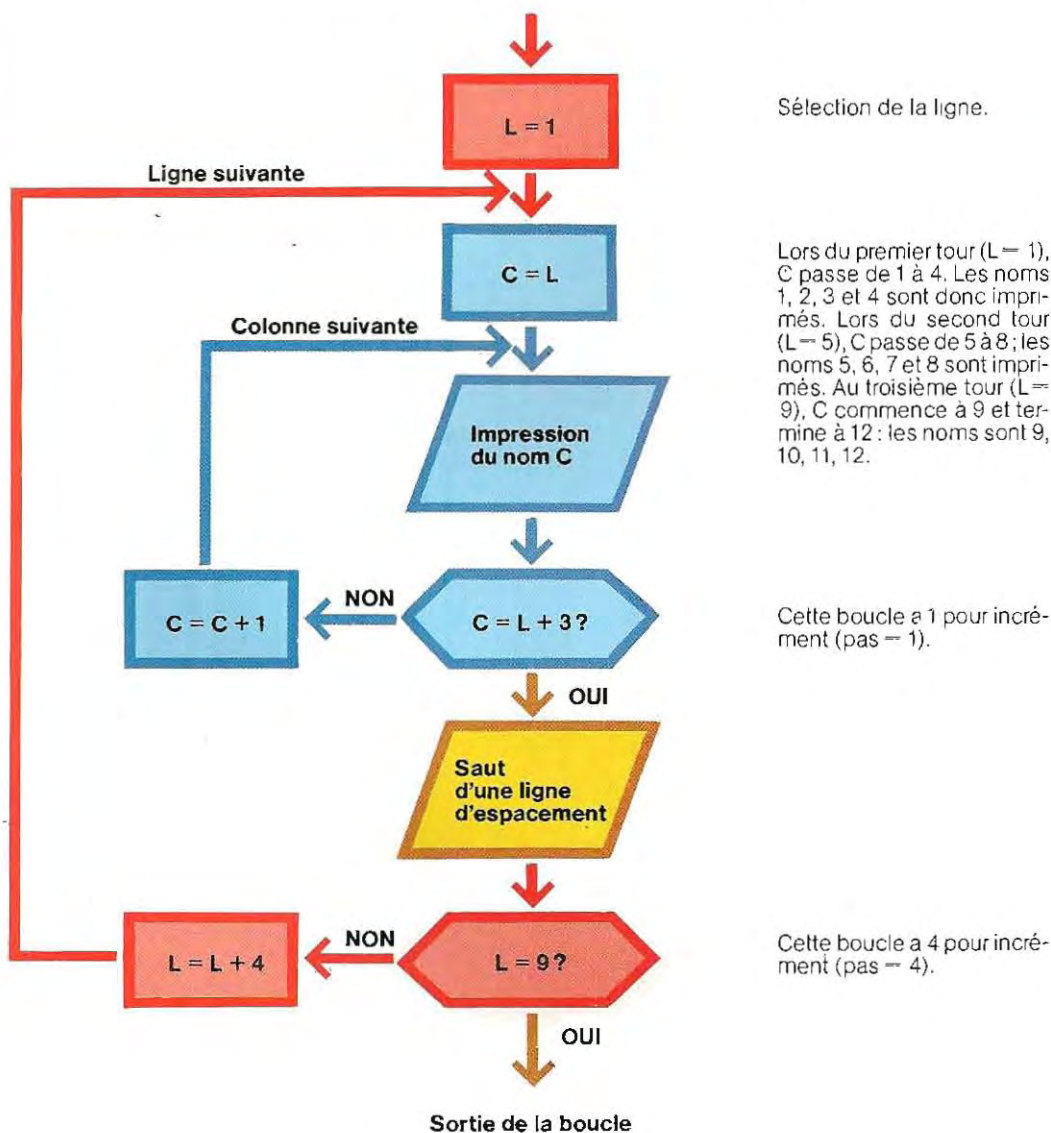 L = 1
Sélection de la ligne.
Ligne suivante
C = L
Lors du premier tour (L = 1),
C passe de 1 à 4. Les noms
1, 2, 3 et 4 sont donc impri-
més. Lors du second tour
(L = 5), C passe de 5 à 8 ; les
noms 5, 6, 7 et 8 sont impri-
més. Au troisième tour (L =
9), C commence à 9 et ter-
mine à 12 : les noms sont 9,
10, 11, 12.
Colonne suivante
Impression
du nom C
C = C + 1
NON
C = L + 3 ?
Cette boucle a 1 pour incré-
ment (pas = 1).
OUI
Saut
d'une ligne
d'espacement
L = L + 4
NON
L = 9 ?
Cette boucle a 4 pour incré-
ment (pas = 4).
OUI
Sortie de la boucle